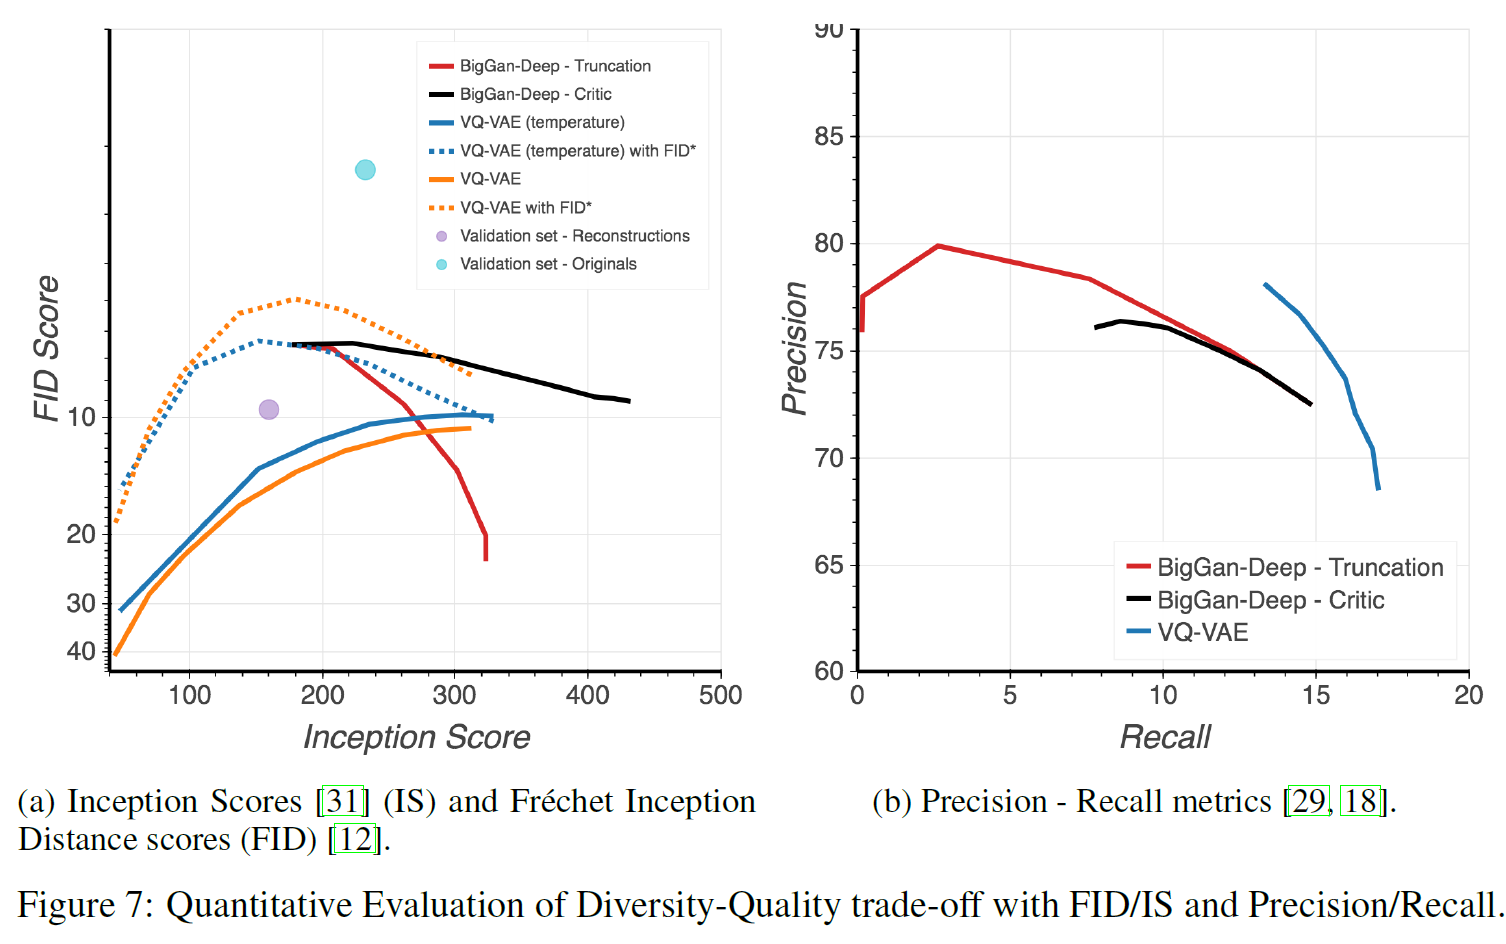 BigGan-Deep - Truncation
BigGan-Deep - Critic
VQ-VAE (temperature)
VQ-VAE (temperature) with FID*
VQ-VAE
VQ-VAE with FID*
Validation set - Reconstructions
Validation set - Originals
FID Score
10
20
30
40
100
200
300
400
500
Inception Score
(a) Inception Scores [31] (IS) and Fréchet Inception
Distance scores (FID) [12].
90
85
80
75
70
65
60
Precision
BigGan-Deep - Truncation
BigGan-Deep - Critic
VQ-VAE
0
5
10
15
20
Recall
(b) Precision - Recall metrics [29, 18].
Figure 7: Quantitative Evaluation of Diversity-Quality trade-off with FID/IS and Precision/Recall.